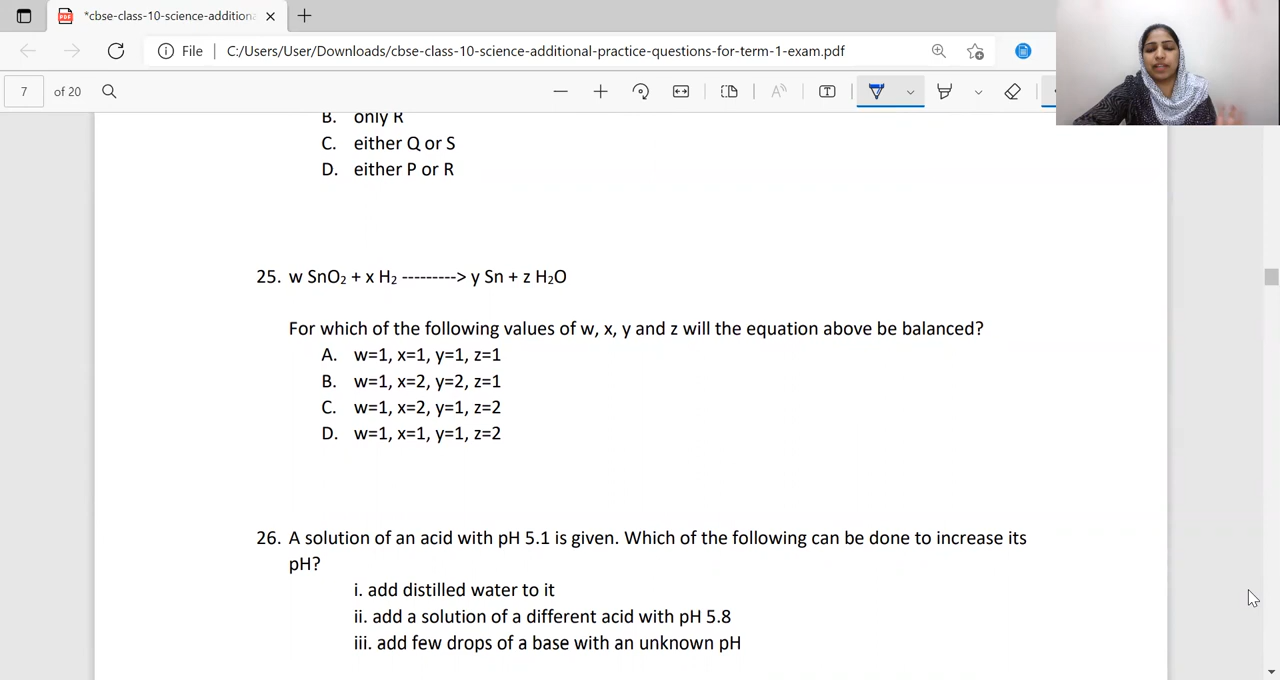 *cbse-class-10-science-additiona
File
C:/Users/User/Downloads/cbse-class-10-science-additional-practice-questions-for-term-1-exam.pdf
7 of 20
B. only R
C. either Q or S
D. either P or R
25. w SnO₂ + x H₂ ---------> y Sn + z H₂O
For which of the following values of w, x, y and z will the equation above be balanced?
A. w=1, x=1, y=1, z=1
B. w=1, x=2, y=2, z=1
C. w=1, x=2, y=1, z=2
D. w=1, x=1, y=1, z=2
26. A solution of an acid with pH 5.1 is given. Which of the following can be done to increase its
pH?
i. add distilled water to it
ii. add a solution of a different acid with pH 5.8
iii. add few drops of a base with an unknown pH